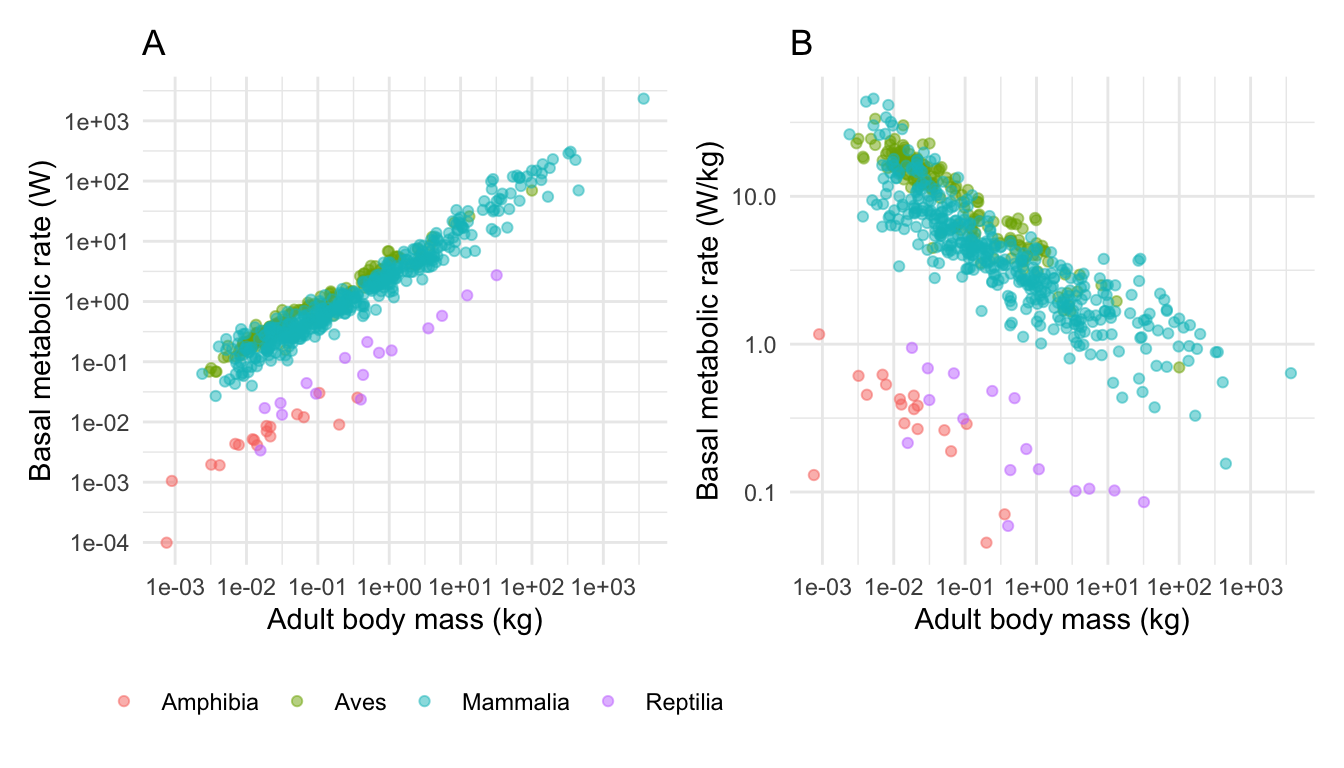 A
Basal metabolic rate (W)
1e+03
1e+02
1e+01
1e+00
1e-01
1e-02
1e-03
1e-04
1e-03 1e-02 1e-01 1e+00 1e+01 1e+02 1e+03
Adult body mass (kg)
B
Basal metabolic rate (W/kg)
10.0
1.0
0.1
1e-03 1e-02 1e-01 1e+00 1e+01 1e+02 1e+03
Adult body mass (kg)
Amphibia Aves Mammalia Reptilia